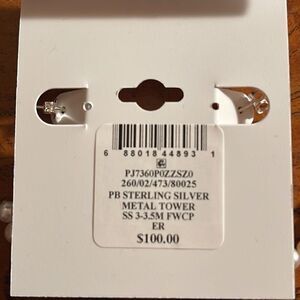 6 88018 44893 1
PJ7360P0ZZSZ0
260/02/473/80025
PB STERLING SILVER
METAL TOWER
SS 3-3.5M FWCP
ER
$100.00